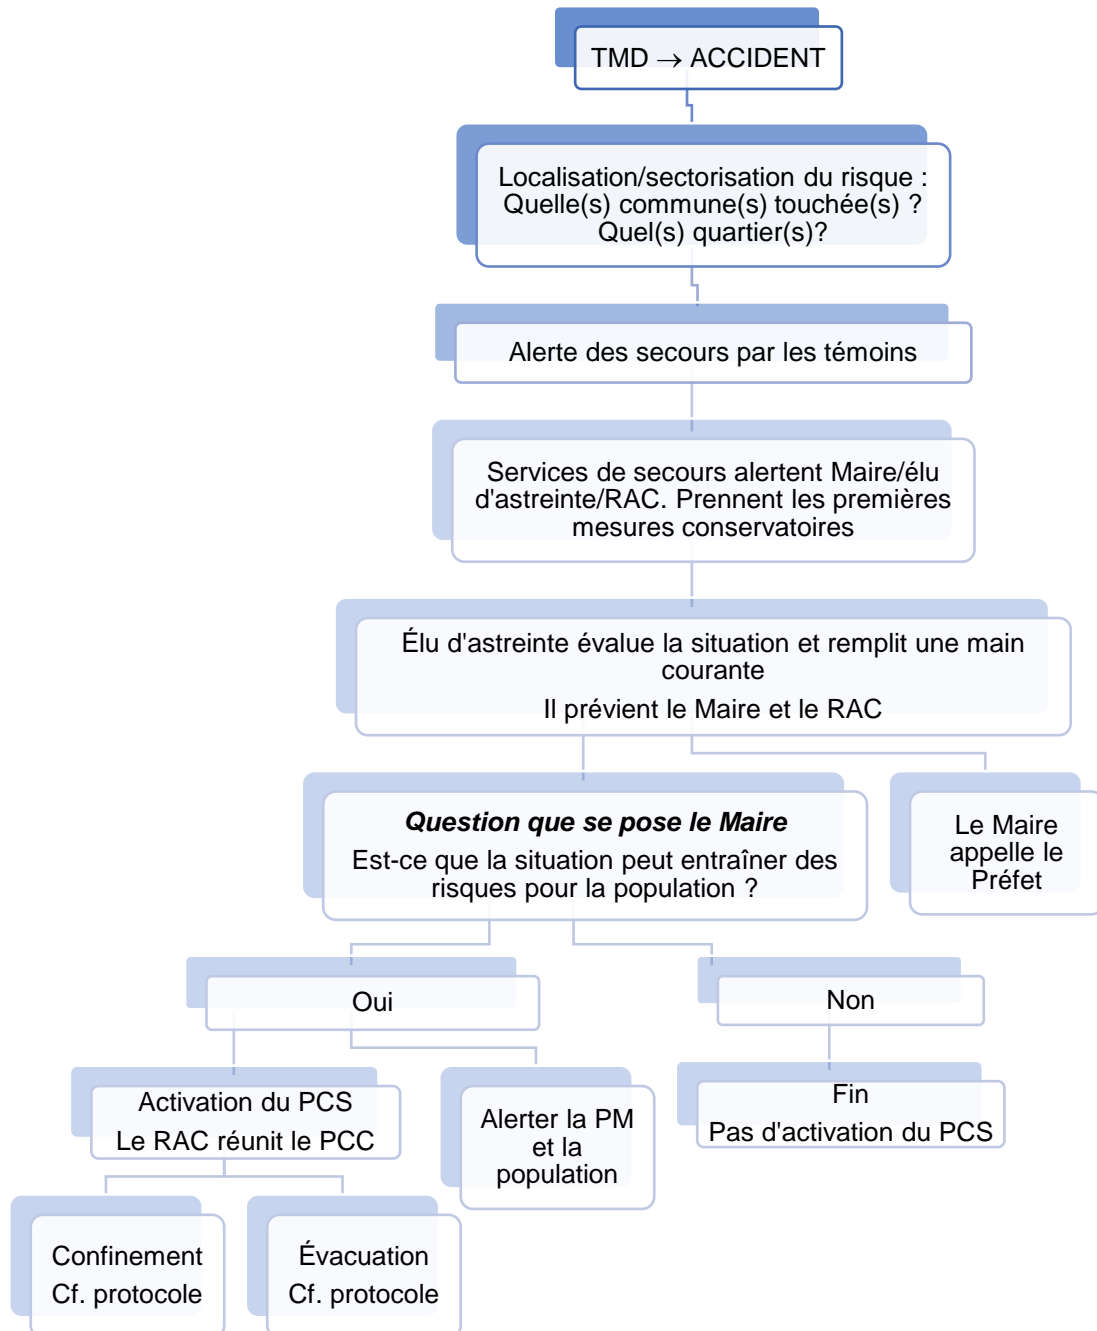 TMD → ACCIDENT
Localisation/sectorisation du risque :
Quelle(s) commune(s) touchée(s) ?
Quel(s) quartier(s)?
Alerte des secours par les témoins
Services de secours alertent Maire/élu
d'astreinte/RAC. Prennent les premières
mesures conservatoires
Élu d'astreinte évalue la situation et remplit une main
courante
Il prévient le Maire et le RAC
Question que se pose le Maire
Est-ce que la situation peut entraîner des
risques pour la population ?
Le Maire
appelle le
Préfet
Oui
Non
Activation du PCS
Le RAC réunit le PCC
Alerter la PM
et la
population
Fin
Pas d'activation du PCS
Confinement
Cf. protocole
Évacuation
Cf. protocole